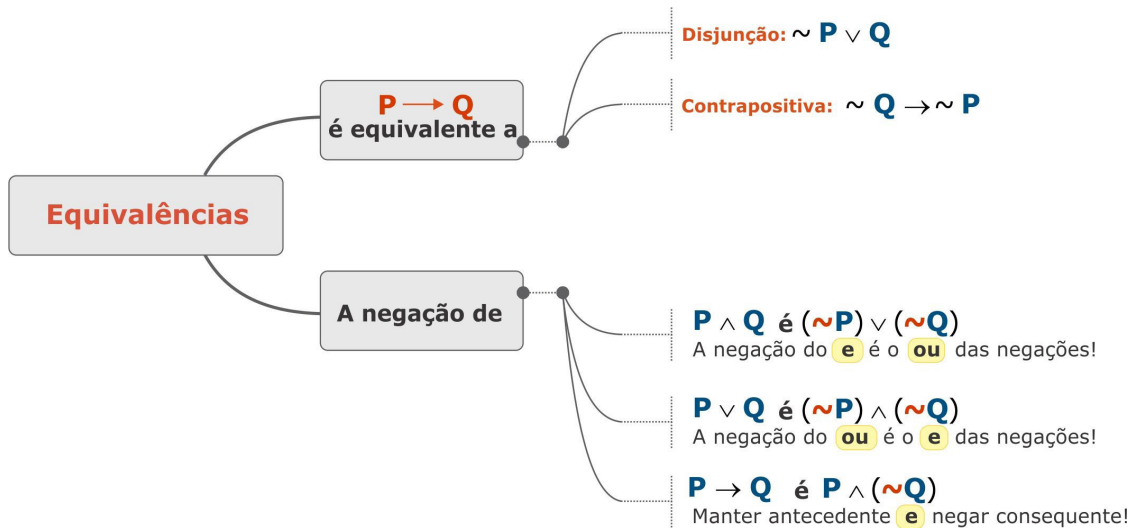 Equivalências
P → Q
é equivalente a
Disjunção: ~ P ∨ Q
Contrapositiva: ~ Q → ~ P
A negação de
P ∧ Q é (~P) ∨ (~Q)
A negação do e é o ou das negações!
P ∨ Q é (~P) ∧ (~Q)
A negação do ou é o e das negações!
P → Q é P ∧ (~Q)
Manter antecedente e negar consequente!